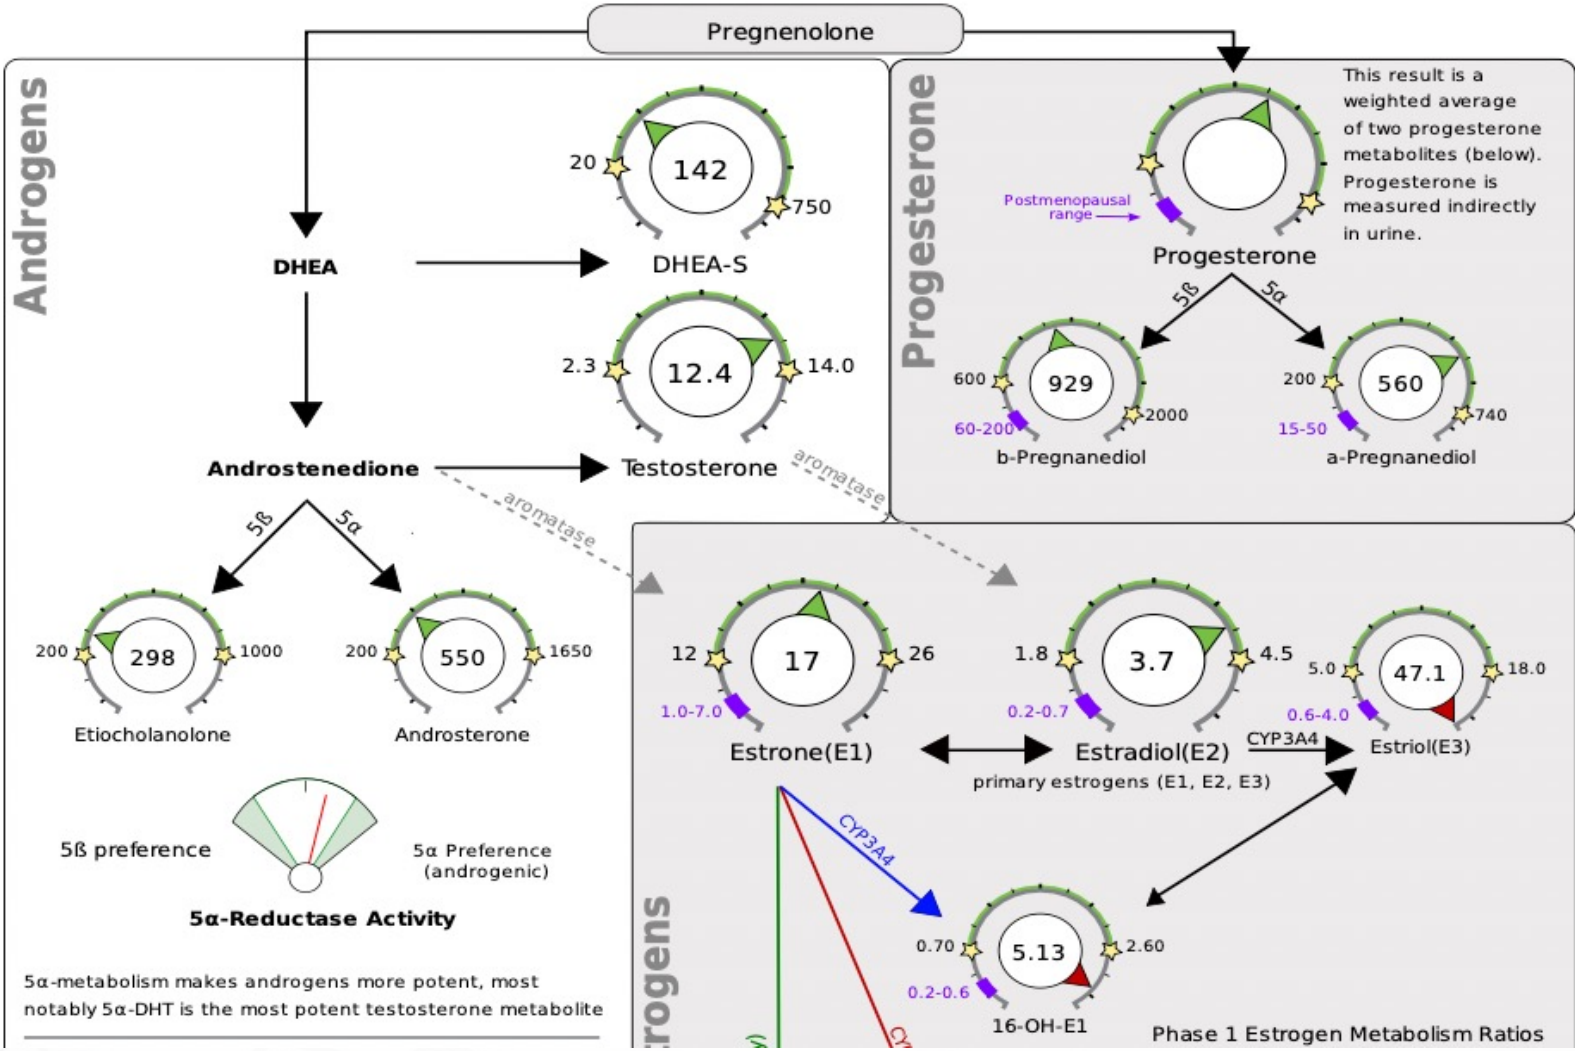 Pregnenolone
Androgens
20
142
750
DHEA
DHEA-S
2.3
12.4
14.0
Androstenedione
Testosterone
aromatase
aromatase
5ß
5α
200
298
1000
Etiocholanolone
200
550
1650
Androsterone
5ß preference
5α Preference
(androgenic)
5α-Reductase Activity
5α-metabolism makes androgens more potent, most
notably 5α-DHT is the most potent testosterone metabolite
Progesterone
This result is a
weighted average
of two progesterone
metabolites (below).
Progesterone is
measured indirectly
in urine.
Postmenopausal
range
Progesterone
5ß
5α
600
929
2000
60-200
b-Pregnanediol
200
560
740
15-50
a-Pregnanediol
12
17
26
1.0-7.0
Estrone(E1)
1.8
3.7
4.5
0.2-0.7
Estradiol(E2)
5.0
47.1
18.0
0.6-4.0
Estriol(E3)
CYP3A4
primary estrogens (E1, E2, E3)
CYP3A4
0.70
5.13
2.60
0.2-0.6
16-OH-E1
trogens
CY
Phase 1 Estrogen Metabolism Ratios